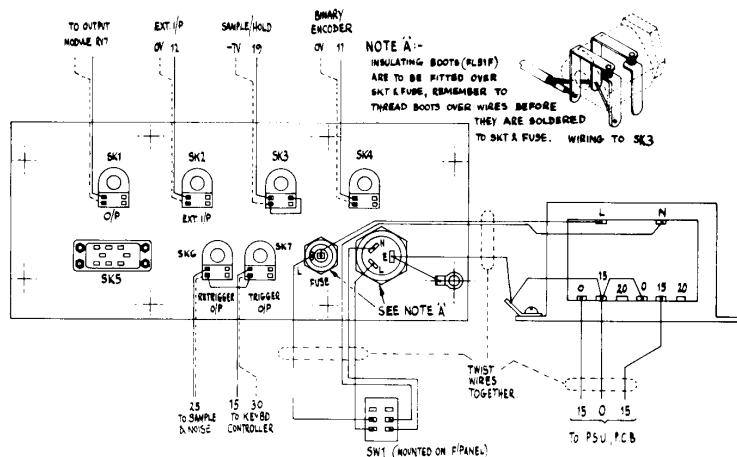 TO OUTPUT
MODULE RV7
EXT. I/P
0V 12
SAMPLE/HOLD
-7V 19
BINARY
ENCODER
0V 11
NOTE 'A':-
INSULATING BOOTS (FLB1F)
ARE TO BE FITTED OVER
SKT & FUSE, REMEMBER TO
THREAD BOOTS OVER WIRES BEFORE
THEY ARE SOLDERED
TO SKT & FUSE. WIRING TO SK3
SK1
SK2
SK3
SK4
O/P
EXT. I/P
L
N
SK5
SK6
SK7
L
FUSE
N
E
L
RETRIGGER
O/P
TRIGGER
O/P
SEE NOTE 'A'
0
15
20
0
15
20
TWIST
WIRES
TOGETHER
25
TO SAMPLE
& NOISE
15 30
TO KEYBD
CONTROLLER
15 0 15
TO P.S.U., P.C.B
SW1 (MOUNTED ON F/PANEL)